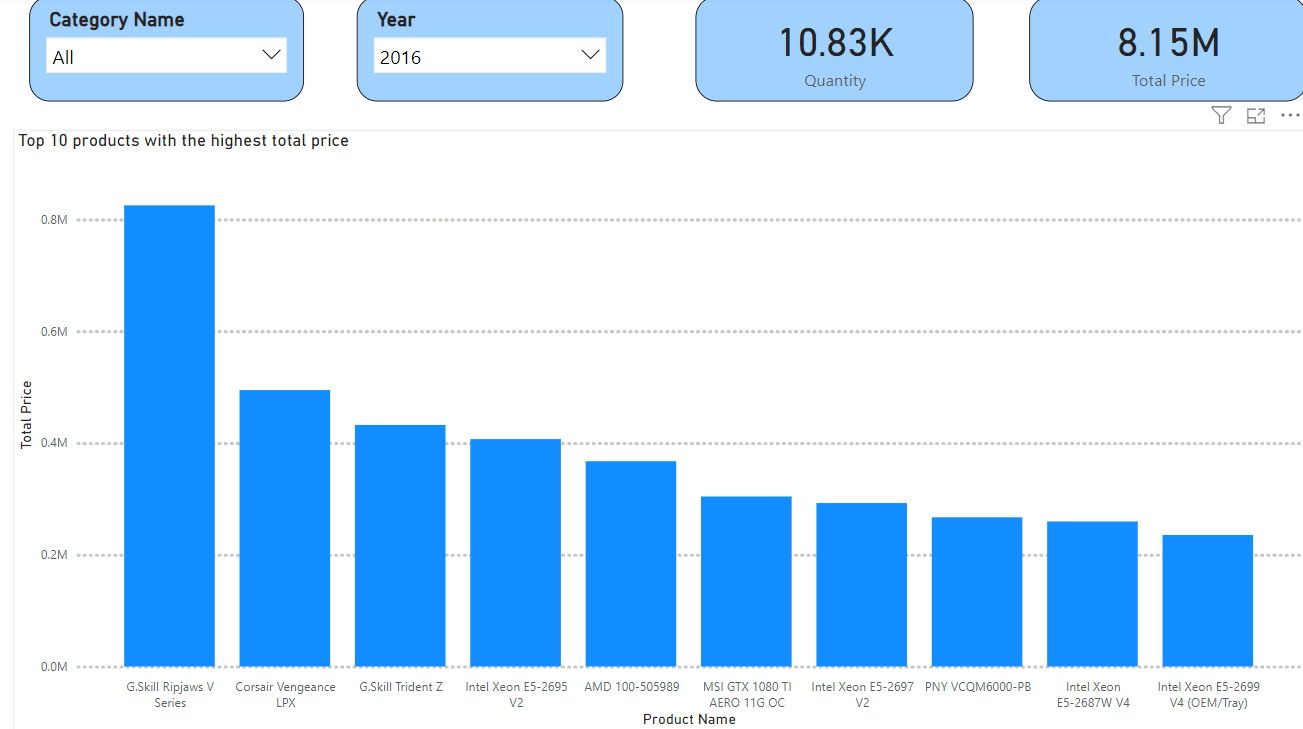 Category Name
All
Year
2016
10.83K
Quantity
8.15M
Total Price
Top 10 products with the highest total price
0.8M
0.6M
0.4M
0.2M
0.0M
Total Price
G.Skill Ripjaws V
Series
Corsair Vengeance
LPX
G.Skill Trident Z
Intel Xeon E5-2695
V2
AMD 100-505989
MSI GTX 1080 TI
AERO 11G OC
Intel Xeon E5-2697
V2
PNY VCQM6000-PB
Intel Xeon
E5-2687W V4
Intel Xeon E5-2699
V4 (OEM/Tray)
Product Name